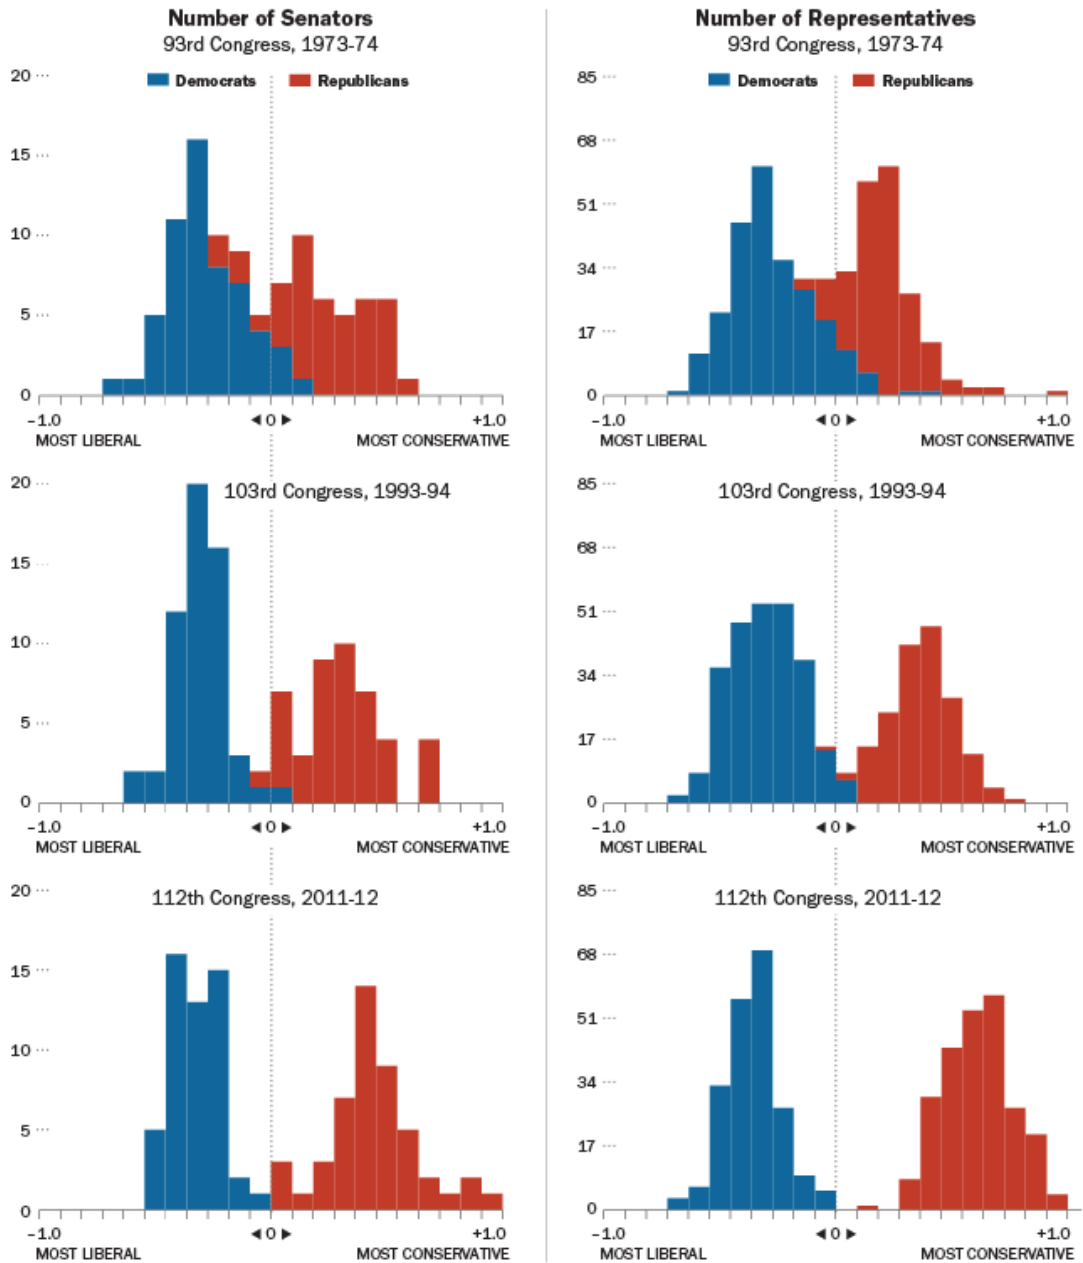 Number of Senators
93rd Congress, 1973-74
20
Democrats
Republicans
15
10
5
0
–1.0
◄ 0 ►
+1.0
MOST LIBERAL
MOST CONSERVATIVE
Number of Representatives
93rd Congress, 1973-74
85
Democrats
Republicans
68
51
34
17
0
–1.0
◄ 0 ►
+1.0
MOST LIBERAL
MOST CONSERVATIVE
20
103rd Congress, 1993-94
15
10
5
0
–1.0
◄ 0 ►
+1.0
MOST LIBERAL
MOST CONSERVATIVE
85
103rd Congress, 1993-94
68
51
34
17
0
–1.0
◄ 0 ►
+1.0
MOST LIBERAL
MOST CONSERVATIVE
20
112th Congress, 2011-12
15
10
5
0
–1.0
◄ 0 ►
+1.0
MOST LIBERAL
MOST CONSERVATIVE
85
112th Congress, 2011-12
68
51
34
17
0
–1.0
◄ 0 ►
+1.0
MOST LIBERAL
MOST CONSERVATIVE